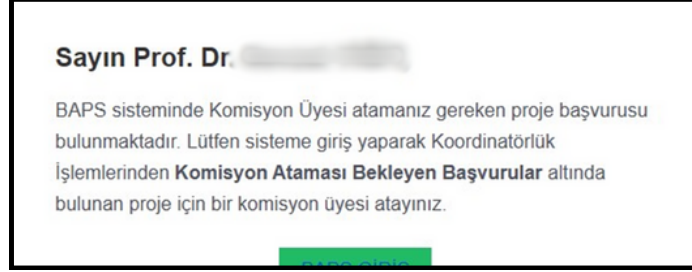 Sayın Prof. Dr.
BAPS sisteminde Komisyon Üyesi atamanız gereken proje başvurusu
bulunmaktadır. Lütfen sisteme giriş yaparak Koordinatörlük
İşlemlerinden Komisyon Ataması Bekleyen Başvurular altında
bulunan proje için bir komisyon üyesi atayınız.